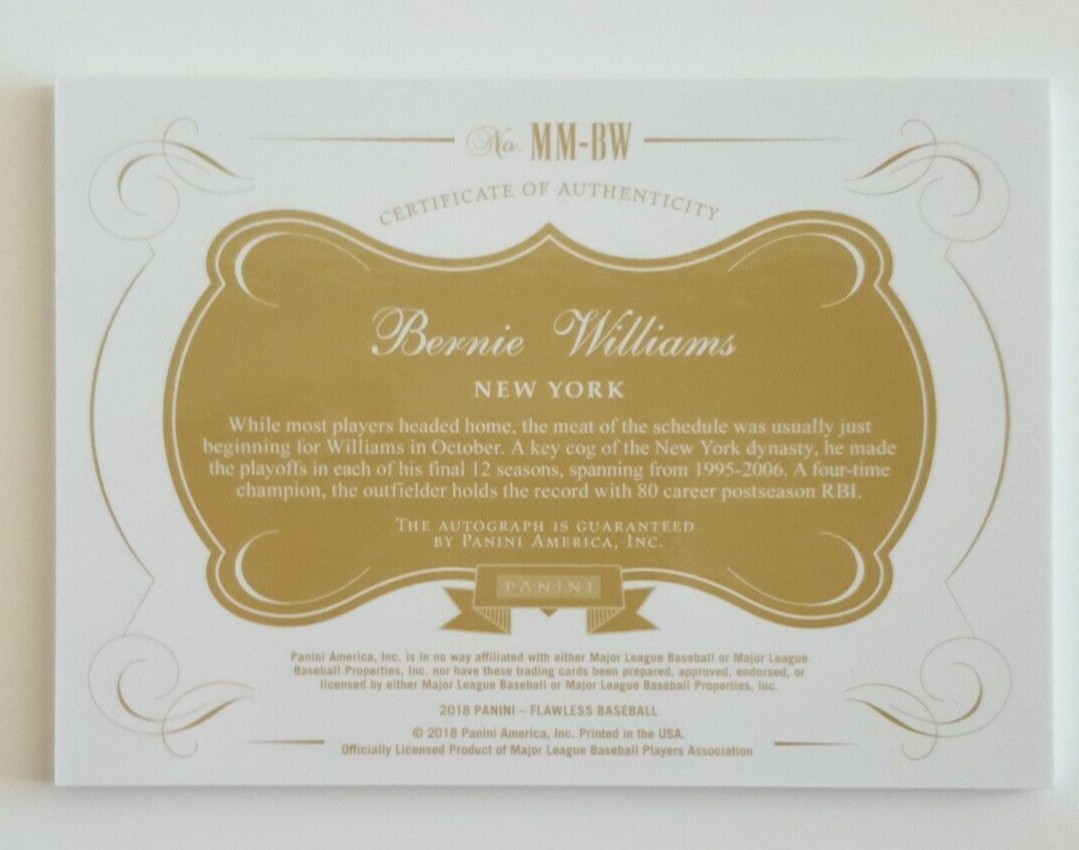 No. MM-BW
CERTIFICATE OF AUTHENTICITY
Bernie Williams
NEW YORK
While most players headed home, the meat of the schedule was usually just
beginning for Williams in October. A key cog of the New York dynasty, he made
the playoffs in each of his final 12 seasons, spanning from 1995-2006. A four-time
champion, the outfielder holds the record with 80 career postseason RBI.
THE AUTOGRAPH IS GUARANTEED
BY PANINI AMERICA, INC.
PANINI
Panini America, Inc. is in no way affiliated with either Major League Baseball or Major League
Baseball Properties, Inc. nor have these trading cards been prepared, approved, endorsed, or
licensed by either Major League Baseball or Major League Baseball Properties, Inc.
2018 PANINI – FLAWLESS BASEBALL
© 2018 Panini America, Inc. Printed in the USA.
Officially Licensed Product of Major League Baseball Players Association